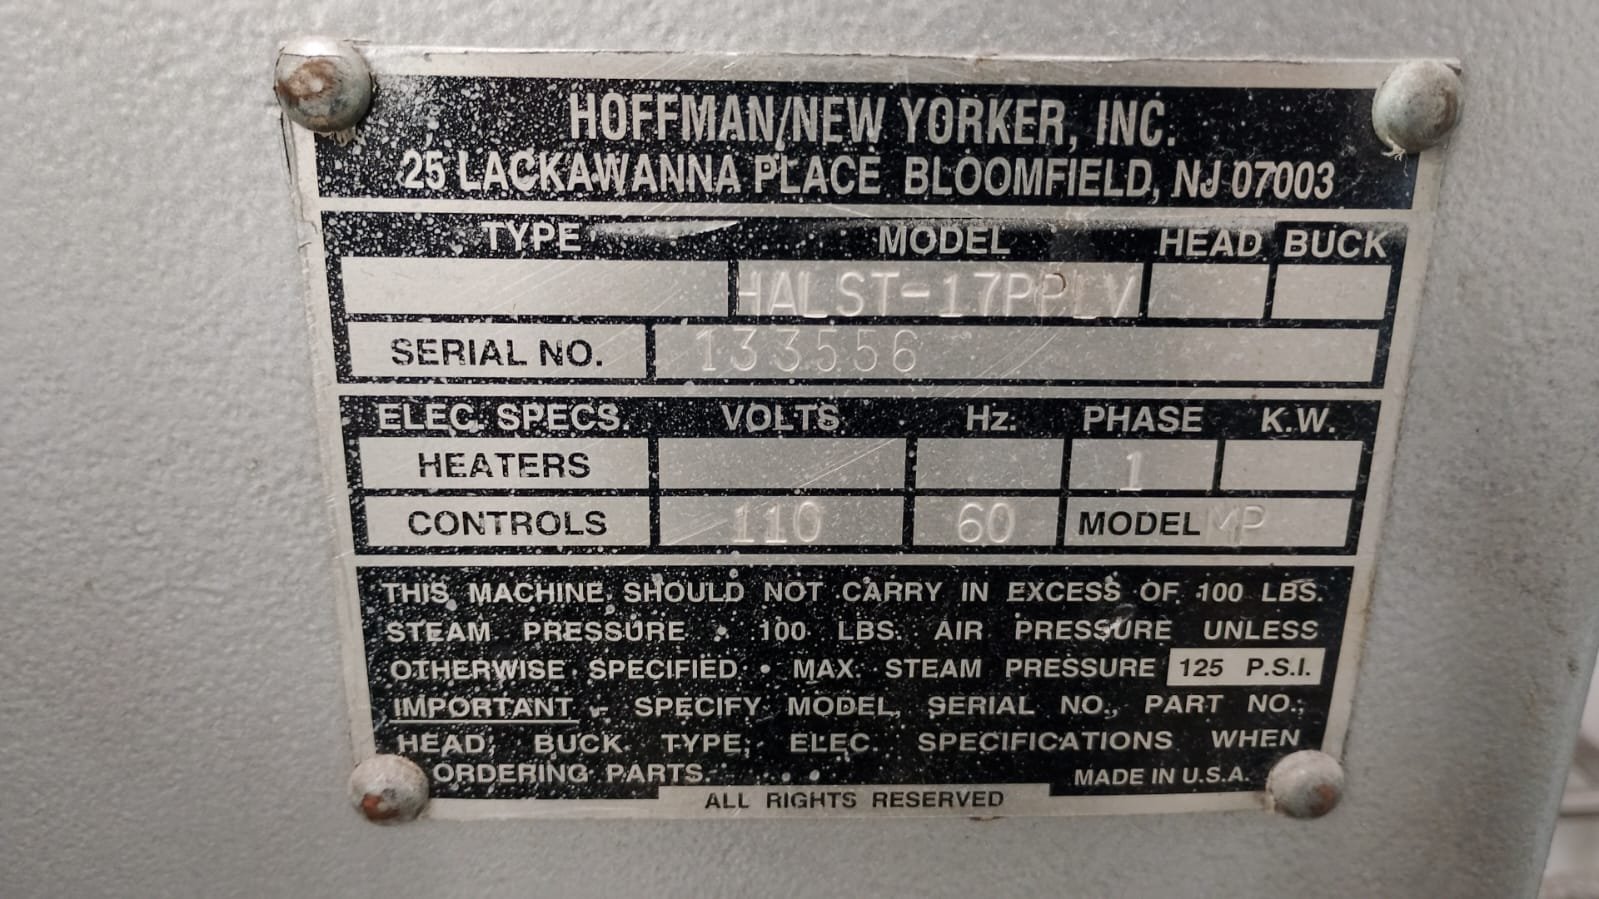 HOFFMAN/NEW YORKER, INC.
25 LACKAWANNA PLACE BLOOMFIELD, NJ 07003
TYPE MODEL HEAD BUCK
HALST-17PPLV
SERIAL NO. 133556
ELEC. SPECS. VOLTS Hz. PHASE K.W.
HEATERS 1
CONTROLS 110 60 MODEL MP
THIS MACHINE SHOULD NOT CARRY IN EXCESS OF 100 LBS.
STEAM PRESSURE • 100 LBS. AIR PRESSURE UNLESS
OTHERWISE SPECIFIED • MAX. STEAM PRESSURE 125 P.S.I.
IMPORTANT - SPECIFY MODEL, SERIAL NO., PART NO.,
HEAD, BUCK TYPE, ELEC. SPECIFICATIONS WHEN
ORDERING PARTS. MADE IN U.S.A.
ALL RIGHTS RESERVED